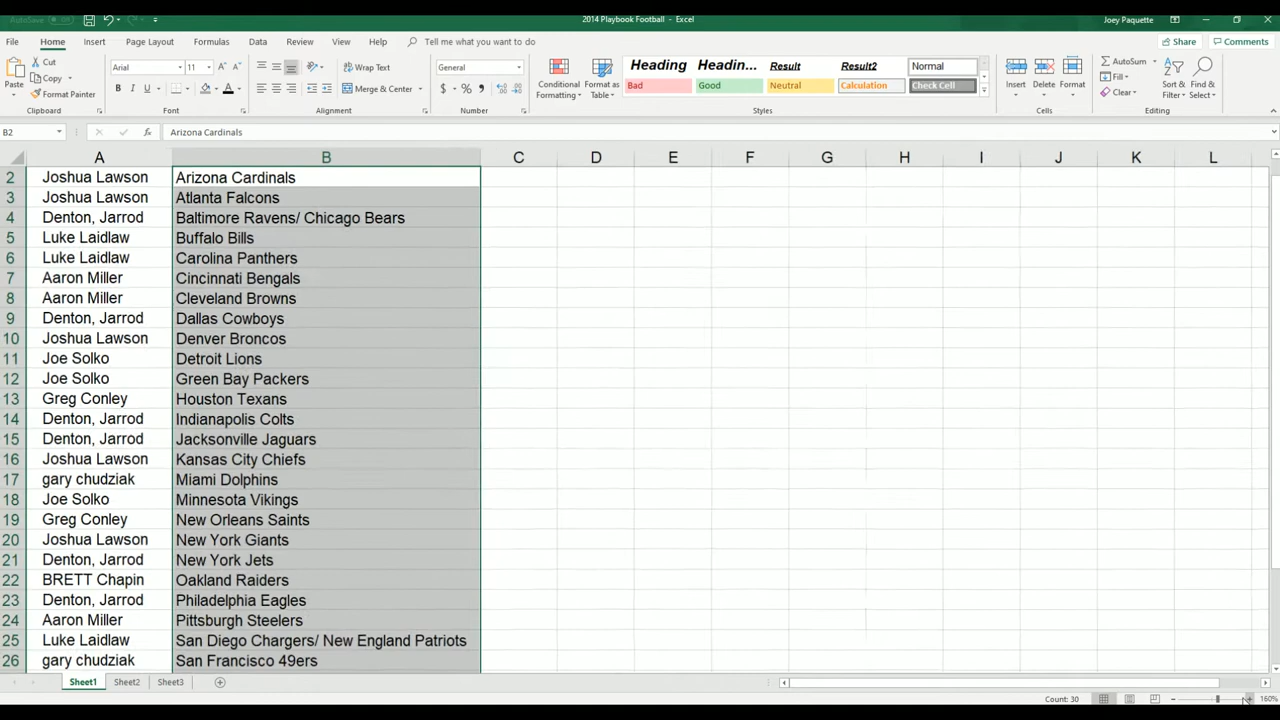 AutoSave Off 2014 Playbook Football - Excel Joey Paquette
File Home Insert Page Layout Formulas Data Review View Help Tell me what you want to do Share Comments
Paste Cut Copy Format Painter Clipboard
Arial 11 B I U A Font
Wrap Text Merge & Center Alignment
General $ % , Number
Conditional Formatting Format as Table
Heading Headin... Result Result2 Normal
Bad Good Neutral Calculation Check Cell
Styles
Insert Delete Format Cells
AutoSum Fill Clear Sort & Filter Find & Select Editing
B2 fx Arizona Cardinals
A B C D E F G H I J K L
2 Joshua Lawson Arizona Cardinals
3 Joshua Lawson Atlanta Falcons
4 Denton, Jarrod Baltimore Ravens/ Chicago Bears
5 Luke Laidlaw Buffalo Bills
6 Luke Laidlaw Carolina Panthers
7 Aaron Miller Cincinnati Bengals
8 Aaron Miller Cleveland Browns
9 Denton, Jarrod Dallas Cowboys
10 Joshua Lawson Denver Broncos
11 Joe Solko Detroit Lions
12 Joe Solko Green Bay Packers
13 Greg Conley Houston Texans
14 Denton, Jarrod Indianapolis Colts
15 Denton, Jarrod Jacksonville Jaguars
16 Joshua Lawson Kansas City Chiefs
17 gary chudziak Miami Dolphins
18 Joe Solko Minnesota Vikings
19 Greg Conley New Orleans Saints
20 Joshua Lawson New York Giants
21 Denton, Jarrod New York Jets
22 BRETT Chapin Oakland Raiders
23 Denton, Jarrod Philadelphia Eagles
24 Aaron Miller Pittsburgh Steelers
25 Luke Laidlaw San Diego Chargers/ New England Patriots
26 gary chudziak San Francisco 49ers
Sheet1 Sheet2 Sheet3
Count: 30 160%